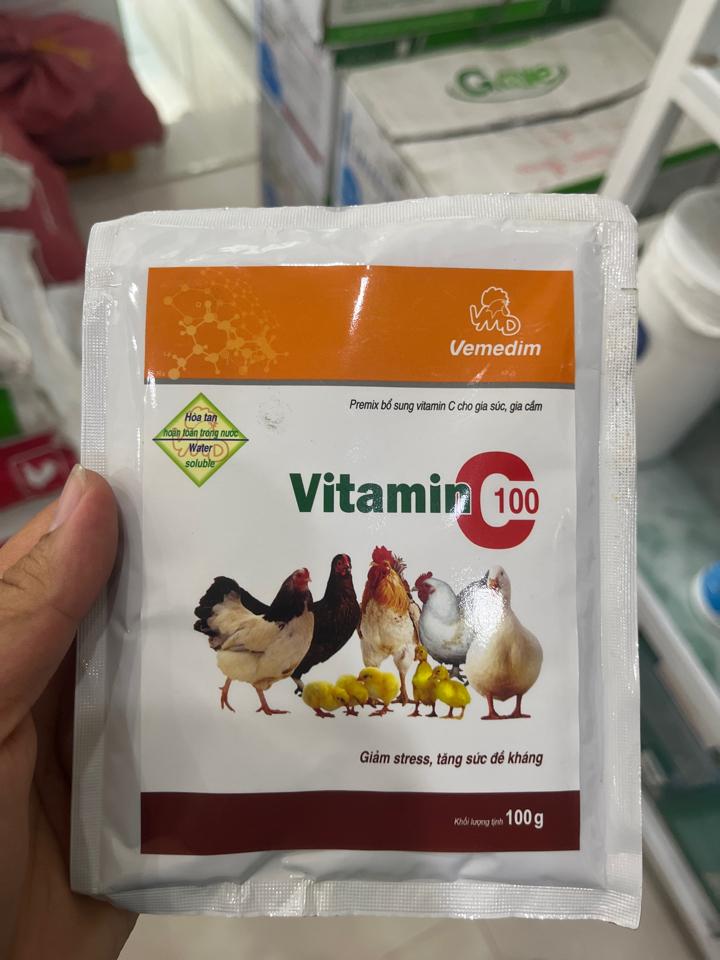 VMD
Vemedim
Premix bổ sung vitamin C cho gia súc, gia cầm
Hòa tan
hoàn toàn trong nước
Water
soluble
Vitamin C 100
Giảm stress, tăng sức đề kháng
Khối lượng tịnh 100 g